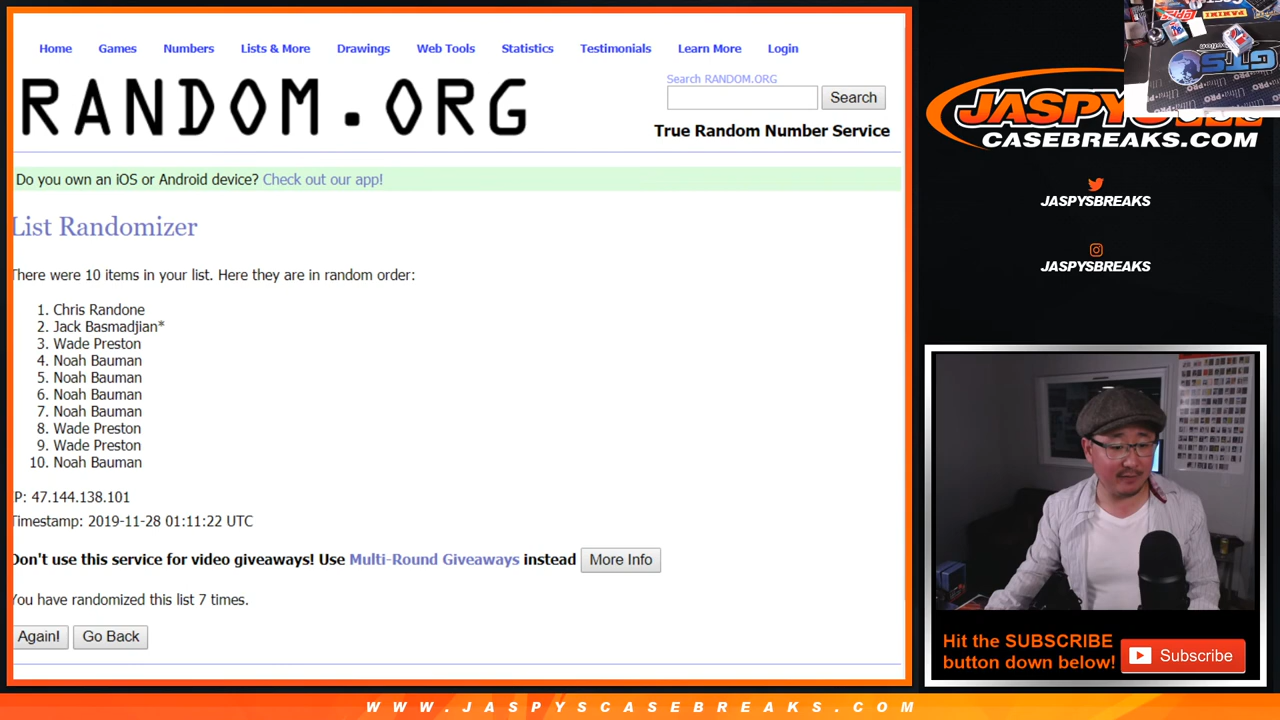 Home Games Numbers Lists & More Drawings Web Tools Statistics Testimonials Learn More Login
RANDOM.ORG
Search RANDOM.ORG
Search
True Random Number Service
Do you own an iOS or Android device? Check out our app!
List Randomizer
There were 10 items in your list. Here they are in random order:
1. Chris Randone
2. Jack Basmadjian*
3. Wade Preston
4. Noah Bauman
5. Noah Bauman
6. Noah Bauman
7. Noah Bauman
8. Wade Preston
9. Wade Preston
10. Noah Bauman
IP: 47.144.138.101
Timestamp: 2019-11-28 01:11:22 UTC
Don't use this service for video giveaways! Use Multi-Round Giveaways instead More Info
You have randomized this list 7 times.
Again! Go Back
PANINI
GTS
CASEBREAKS.COM
JASPYSBREAKS
JASPYSBREAKS
Hit the SUBSCRIBE
button down below!
Subscribe
WWW.JASPYSCASEBREAKS.COM